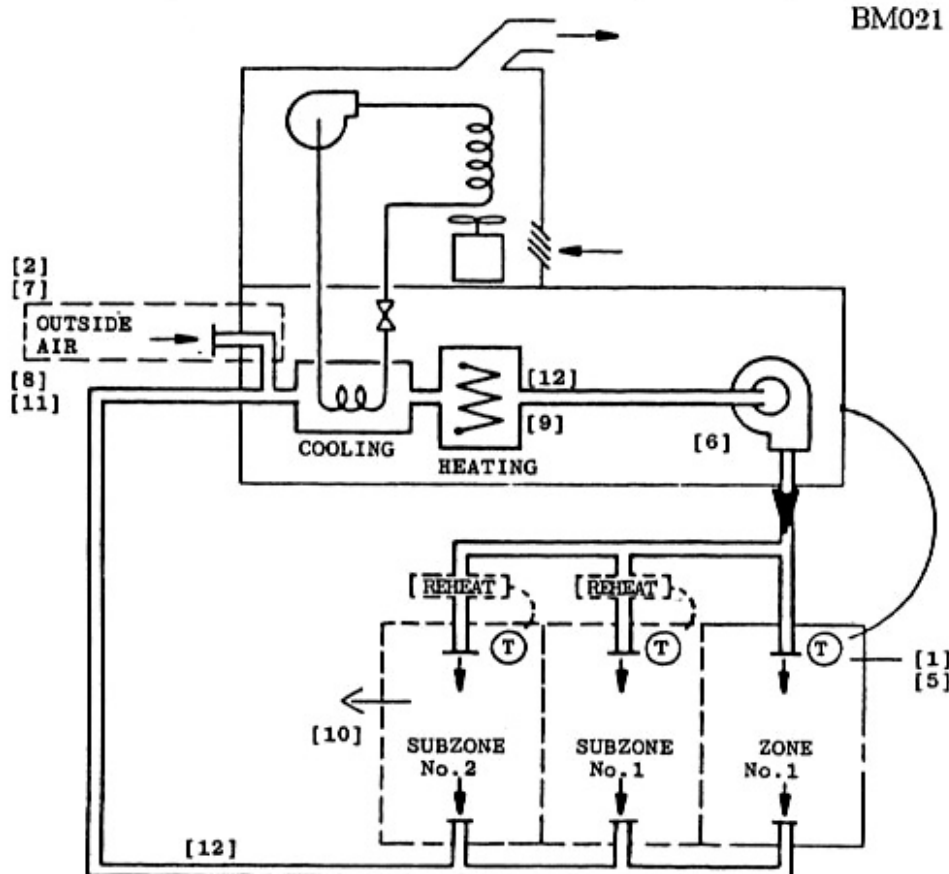 BM021
[2]
[7]
OUTSIDE
AIR
[8]
[11]
[12]
[9]
[6]
COOLING
HEATING
[REHEAT]
[REHEAT]
T
T
T
[1]
[5]
[10]
SUBZONE
No.2
SUBZONE
No.1
ZONE
No.1
[12]